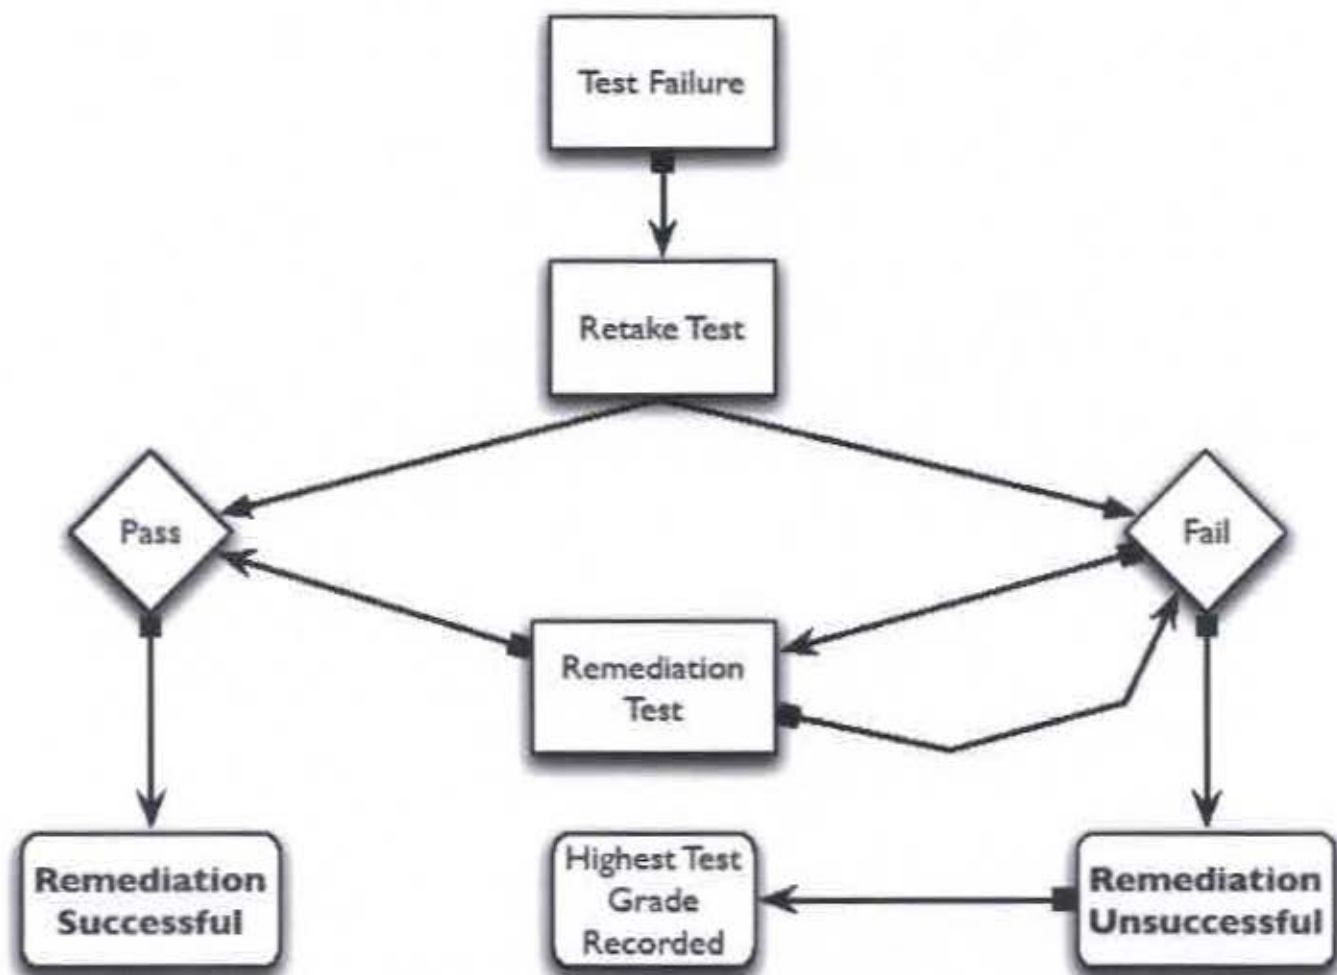 Test Failure
Retake Test
Pass
Fail
Remediation
Test
Remediation
Successful
Highest Test
Grade
Recorded
Remediation
Unsuccessful